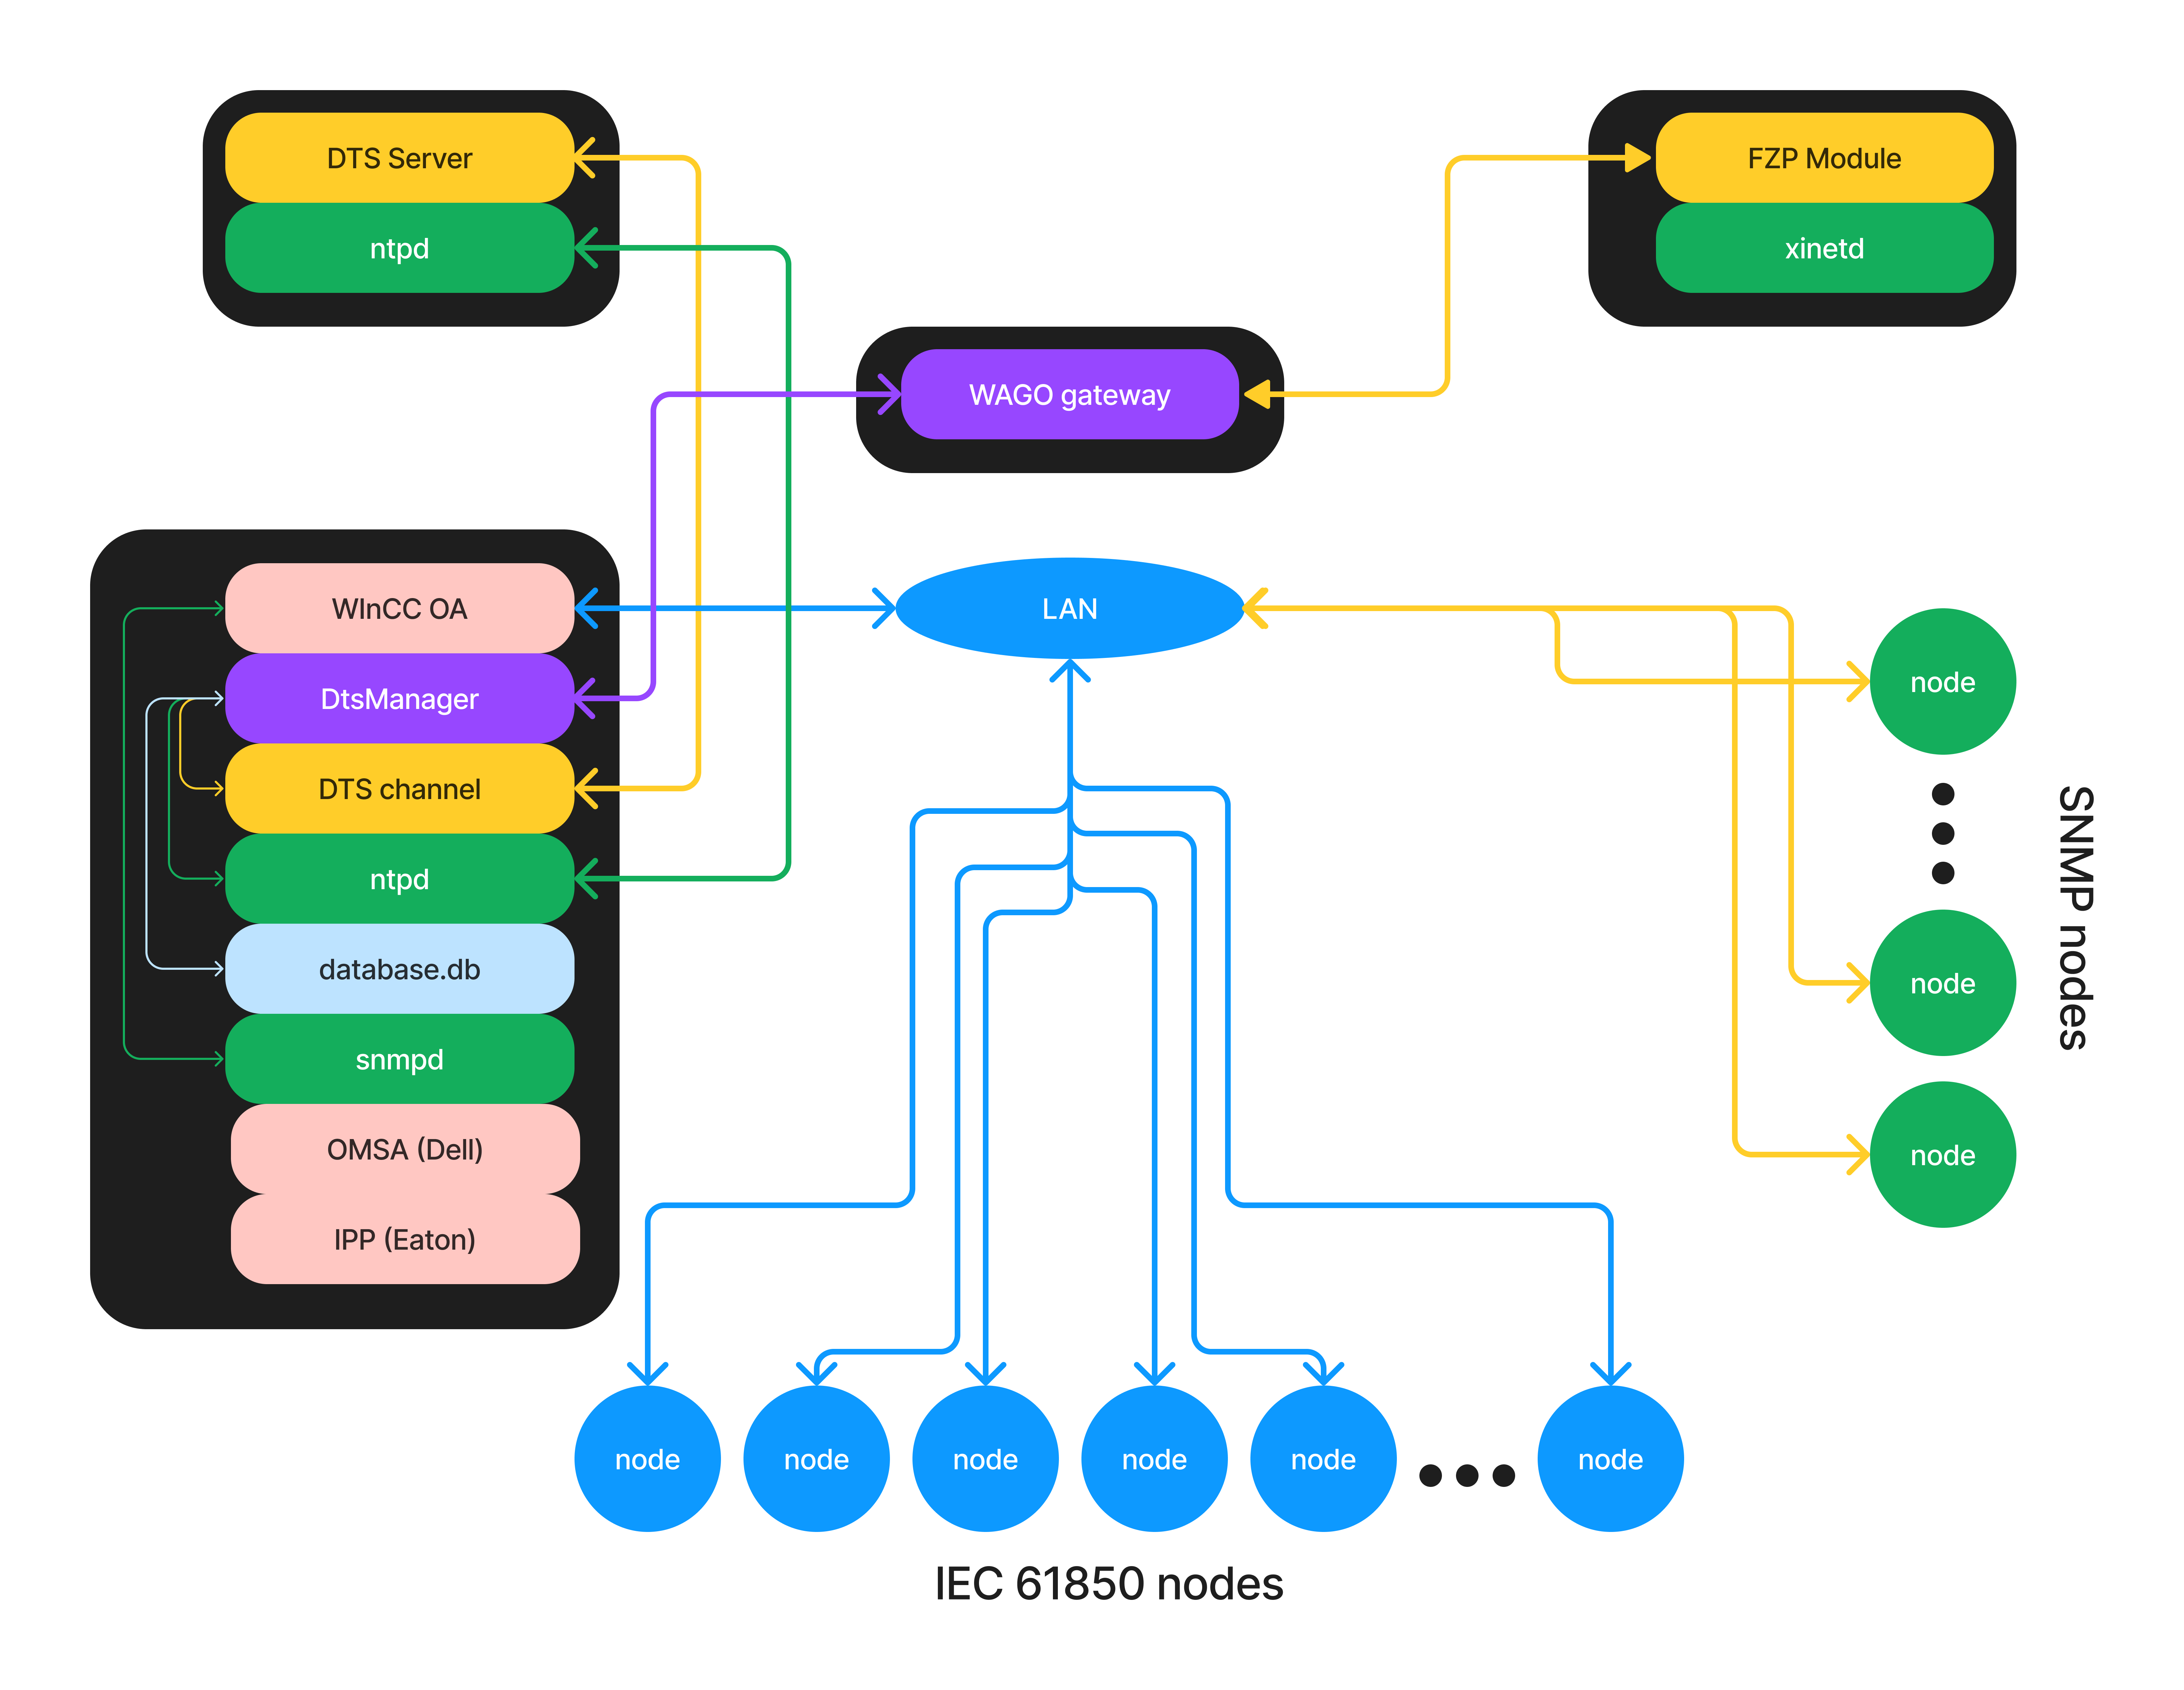 DTS Server
ntpd
FZP Module
xinetd
WAGO gateway
WInCC OA
DtsManager
DTS channel
ntpd
database.db
snmpd
OMSA (Dell)
IPP (Eaton)
LAN
node
node
node
SNMP nodes
node
node
node
node
node
node
IEC 61850 nodes